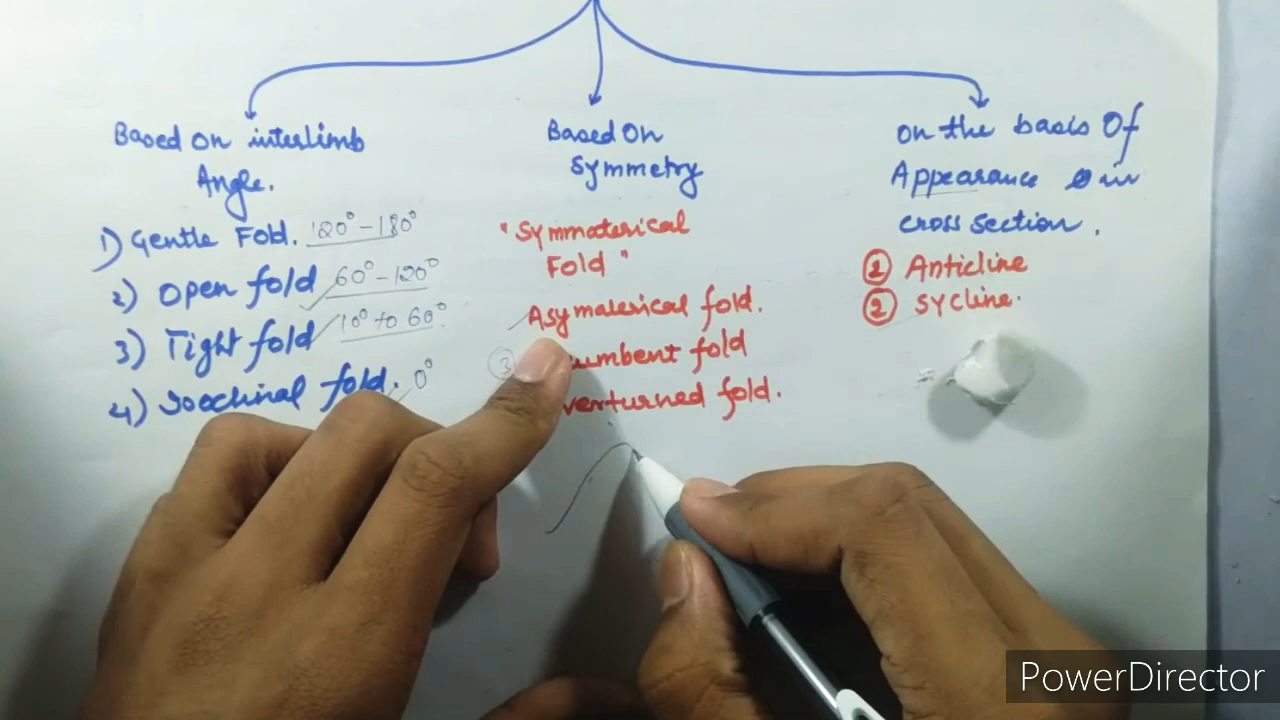 Based On interlimb
Angle.
1) Gentle Fold. 120° - 180°
2) Open fold 60° - 120°
3) Tight fold 10° to 60°
4) Isoclinal fold. 0°
Based On
Symmetry
"Symmaterical
Fold"
Asymalerical fold.
3 umbent fold
verturned fold.
On the basis Of
Appearance in
cross section.
① Anticline
② Sycline.
PowerDirector